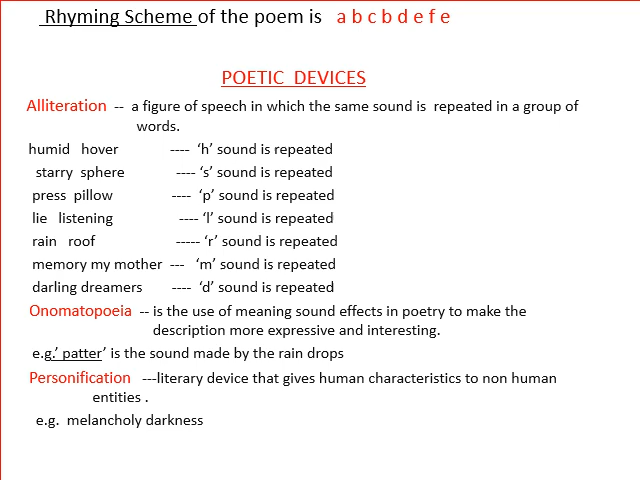 Rhyming Scheme of the poem is a b c b d e f e
POETIC DEVICES
Alliteration -- a figure of speech in which the same sound is repeated in a group of
words.
humid hover ---- ‘h’ sound is repeated
starry sphere ---- ‘s’ sound is repeated
press pillow ---- ‘p’ sound is repeated
lie listening ---- ‘l’ sound is repeated
rain roof ----- ‘r’ sound is repeated
memory my mother --- ‘m’ sound is repeated
darling dreamers ---- ‘d’ sound is repeated
Onomatopoeia -- is the use of meaning sound effects in poetry to make the
description more expressive and interesting.
e.g.’ patter’ is the sound made by the rain drops
Personification ---literary device that gives human characteristics to non human
entities .
e.g. melancholy darkness